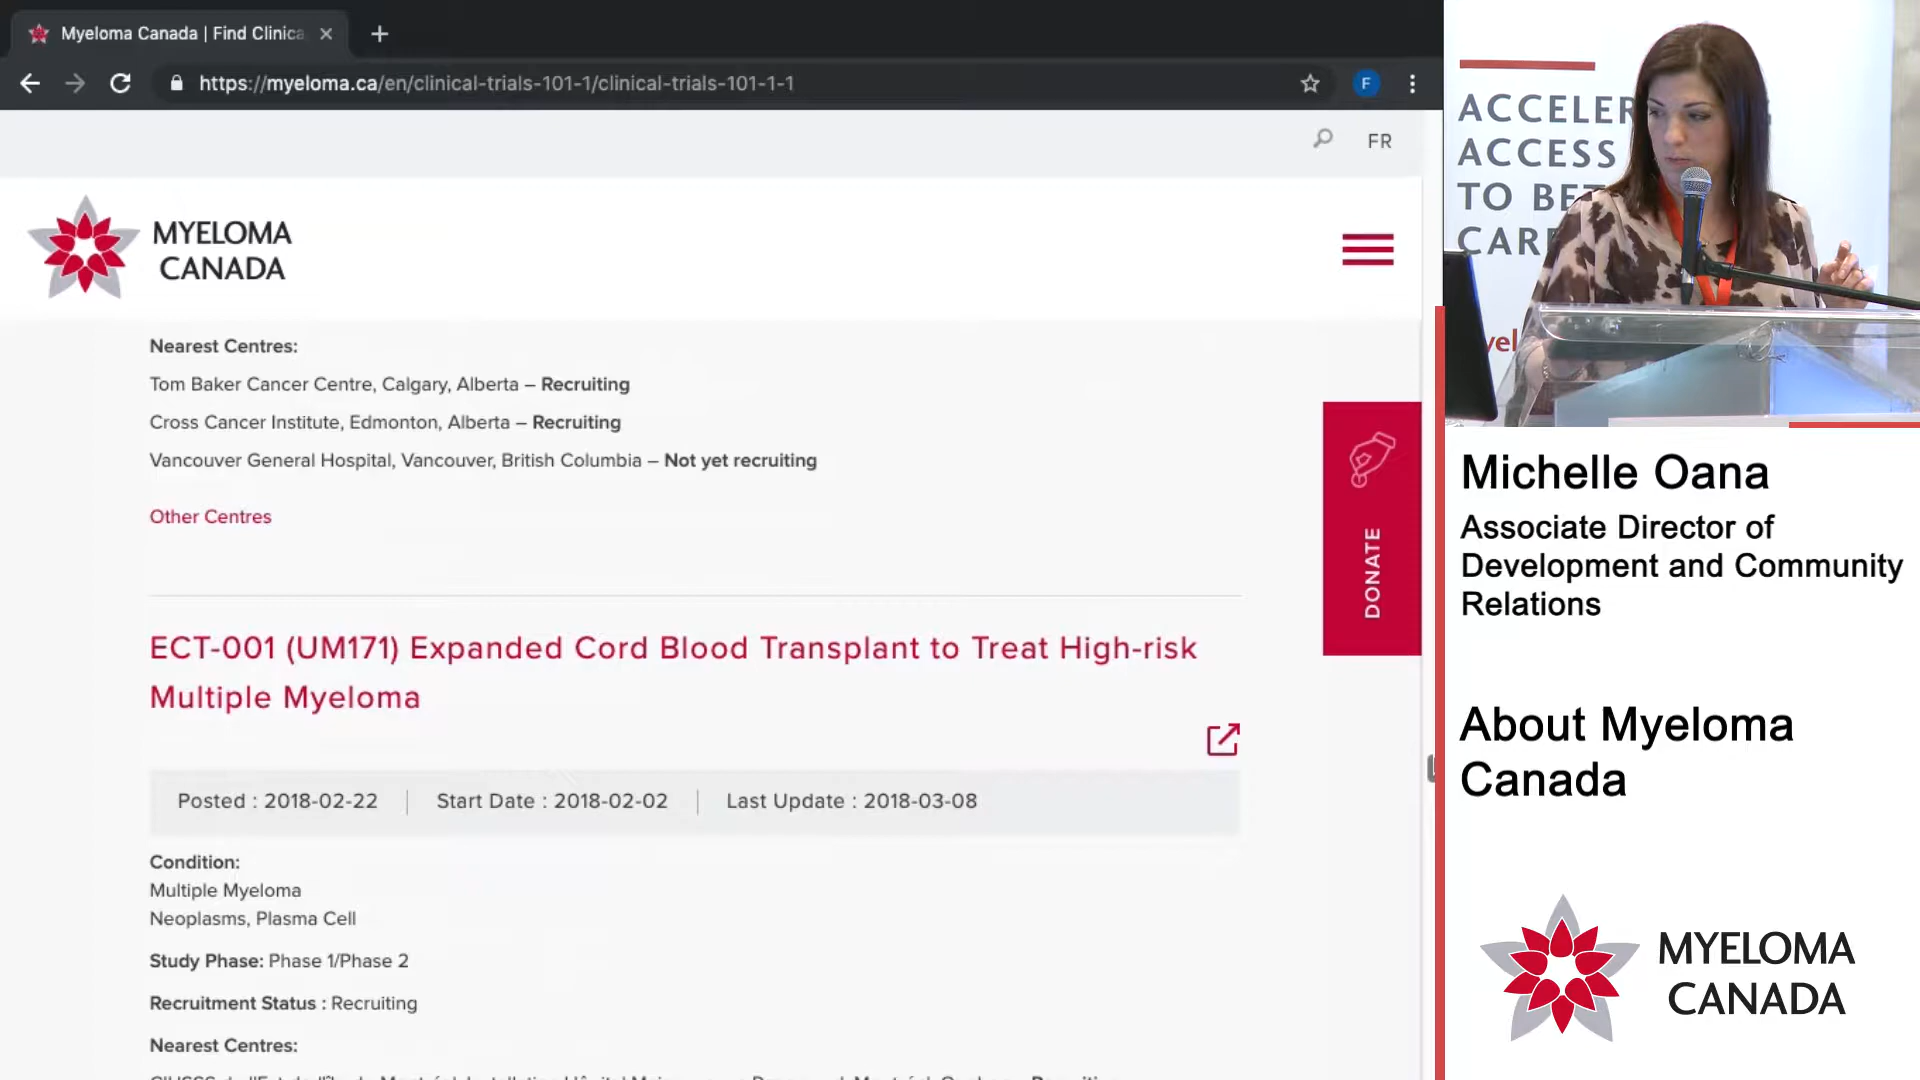 Myeloma Canada | Find Clinica
https://myeloma.ca/en/clinical-trials-101-1/clinical-trials-101-1-1
F
FR
MYELOMA
CANADA
Nearest Centres:
Tom Baker Cancer Centre, Calgary, Alberta – Recruiting
Cross Cancer Institute, Edmonton, Alberta – Recruiting
Vancouver General Hospital, Vancouver, British Columbia – Not yet recruiting
Other Centres
DONATE
ECT-001 (UM171) Expanded Cord Blood Transplant to Treat High-risk
Multiple Myeloma
Posted : 2018-02-22 | Start Date : 2018-02-02 | Last Update : 2018-03-08
Condition:
Multiple Myeloma
Neoplasms, Plasma Cell
Study Phase: Phase 1/Phase 2
Recruitment Status : Recruiting
Nearest Centres:
ACCELER
ACCESS
TO BET
CAR
yel
Michelle Oana
Associate Director of
Development and Community
Relations
About Myeloma
Canada
MYELOMA
CANADA